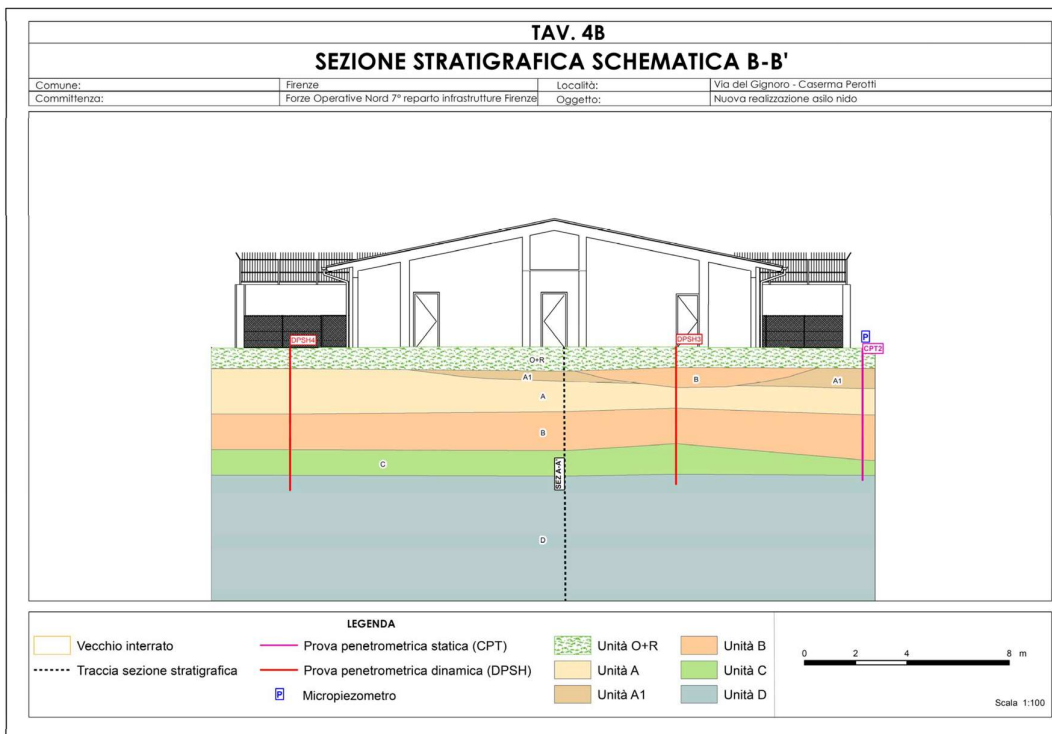 TAV. 4B
SEZIONE STRATIGRAFICA SCHEMATICA B-B'
Comune: Firenze Località: Via del Gignoro - Caserma Perotti
Committenza: Forze Operative Nord 7° reparto infrastrutture Firenze Oggetto: Nuova realizzazione asilo nido
P
DPSH4
DPSH3
CPT2
O+R
A1
B
A1
A
B
C
SEZ A-A'
D
LEGENDA
Vecchio interrato
Traccia sezione stratigrafica
Prova penetrometrica statica (CPT)
Prova penetrometrica dinamica (DPSH)
P Micropiezometro
Unità O+R
Unità A
Unità A1
Unità B
Unità C
Unità D
0 2 4 8 m
Scala 1:100